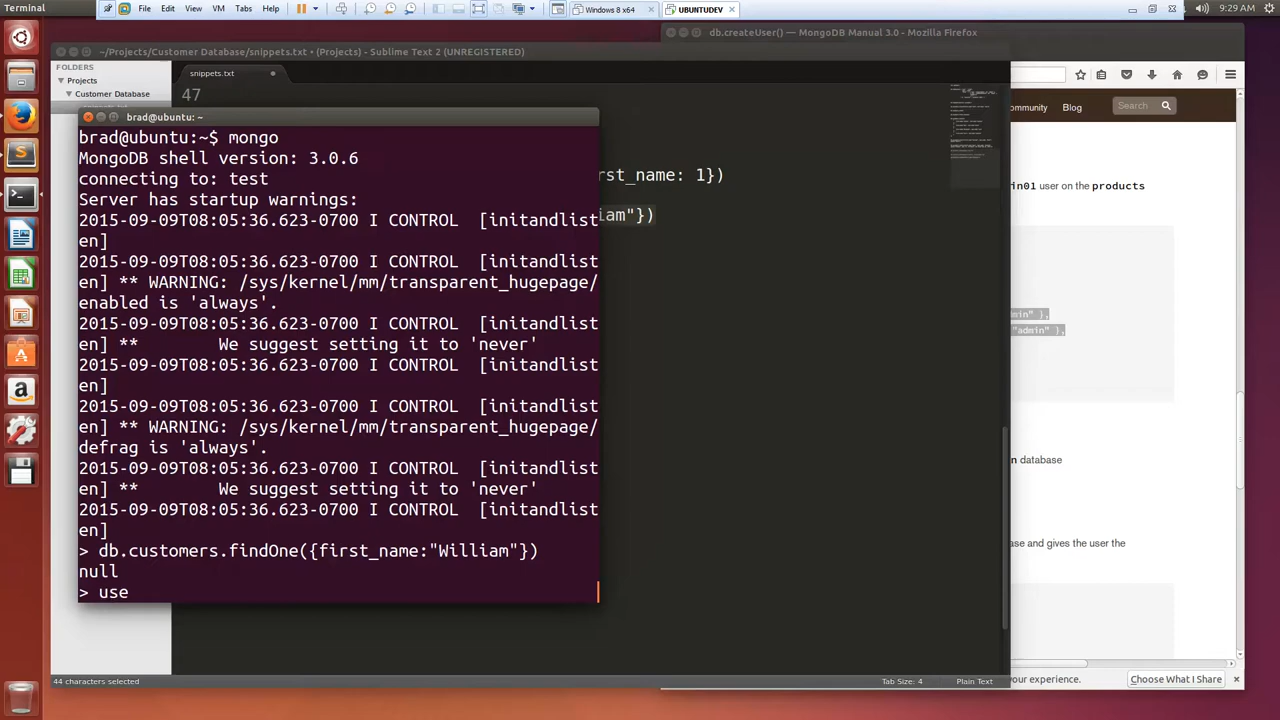 Terminal
File Edit View VM Tabs Help
Windows 8 x64
UBUNTUDEV
9:29 AM
~/Projects/Customer Database/snippets.txt • (Projects) - Sublime Text 2 (UNREGISTERED)
db.createUser() — MongoDB Manual 3.0 - Mozilla Firefox
FOLDERS
Projects
Customer Database
snippets.txt
47
ommunity Blog Search
brad@ubuntu: ~
brad@ubuntu:~$ mongo
MongoDB shell version: 3.0.6
connecting to: test
Server has startup warnings:
2015-09-09T08:05:36.623-0700 I CONTROL [initandlist
en]
2015-09-09T08:05:36.623-0700 I CONTROL [initandlist
en] ** WARNING: /sys/kernel/mm/transparent_hugepage/
enabled is 'always'.
2015-09-09T08:05:36.623-0700 I CONTROL [initandlist
en] ** We suggest setting it to 'never'
2015-09-09T08:05:36.623-0700 I CONTROL [initandlist
en]
2015-09-09T08:05:36.623-0700 I CONTROL [initandlist
en] ** WARNING: /sys/kernel/mm/transparent_hugepage/
defrag is 'always'.
2015-09-09T08:05:36.623-0700 I CONTROL [initandlist
en] ** We suggest setting it to 'never'
2015-09-09T08:05:36.623-0700 I CONTROL [initandlist
en]
> db.customers.findOne({first_name:"William"})
null
> use
rst_name: 1})
iam"})
in01 user on the products
min" },
"admin" },
n database
ase and gives the user the
44 characters selected
Tab Size: 4
Plain Text
our experience.
Choose What I Share